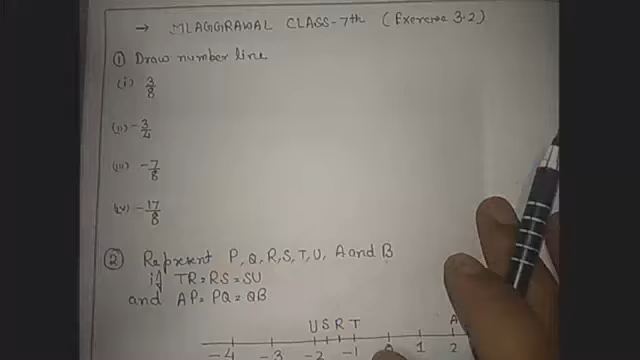 → MLAGGRAWAL CLASS-7th (Exercise 3.2)
① Draw number line
(i) 3/8
(ii) -3/4
(iii) -7/8
(iv) -17/8
② Represent P, Q, R, S, T, U, A and B
if TR = RS = SU
and AP = PQ = QB
U S R T A
-4 -3 -2 -1 0 1 2